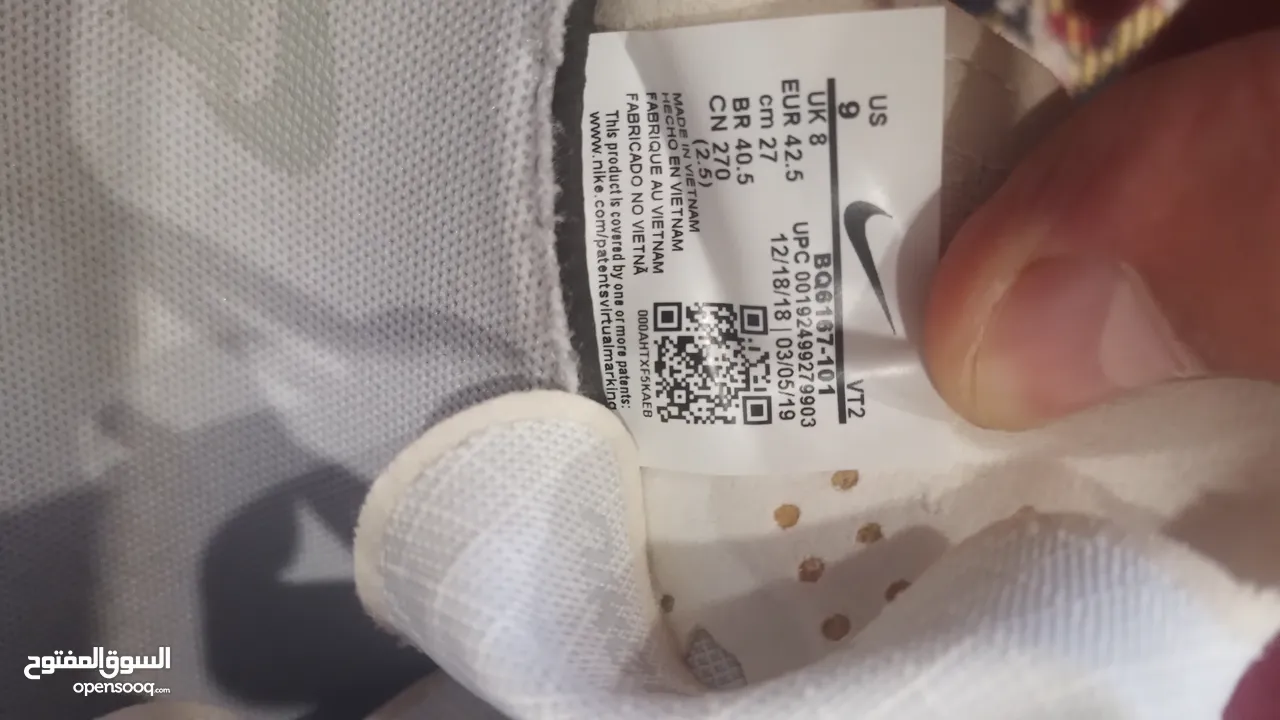 US
9
UK 8
EUR 42.5
cm 27
BR 40.5
CN 270
(2.5)
VT2
BQ6167-101
UPC 00192499279903
12/18/18 | 03/05/19
MADE IN VIETNAM
HECHO EN VIETNAM
FABRIQUE AU VIETNAM
FABRICADO NO VIETNÃ
000AHTXF5KAEB
This product is covered by one or more patents:
www.nike.com/patentsvirtualmarking
السوق المفتوح
opensooq.com